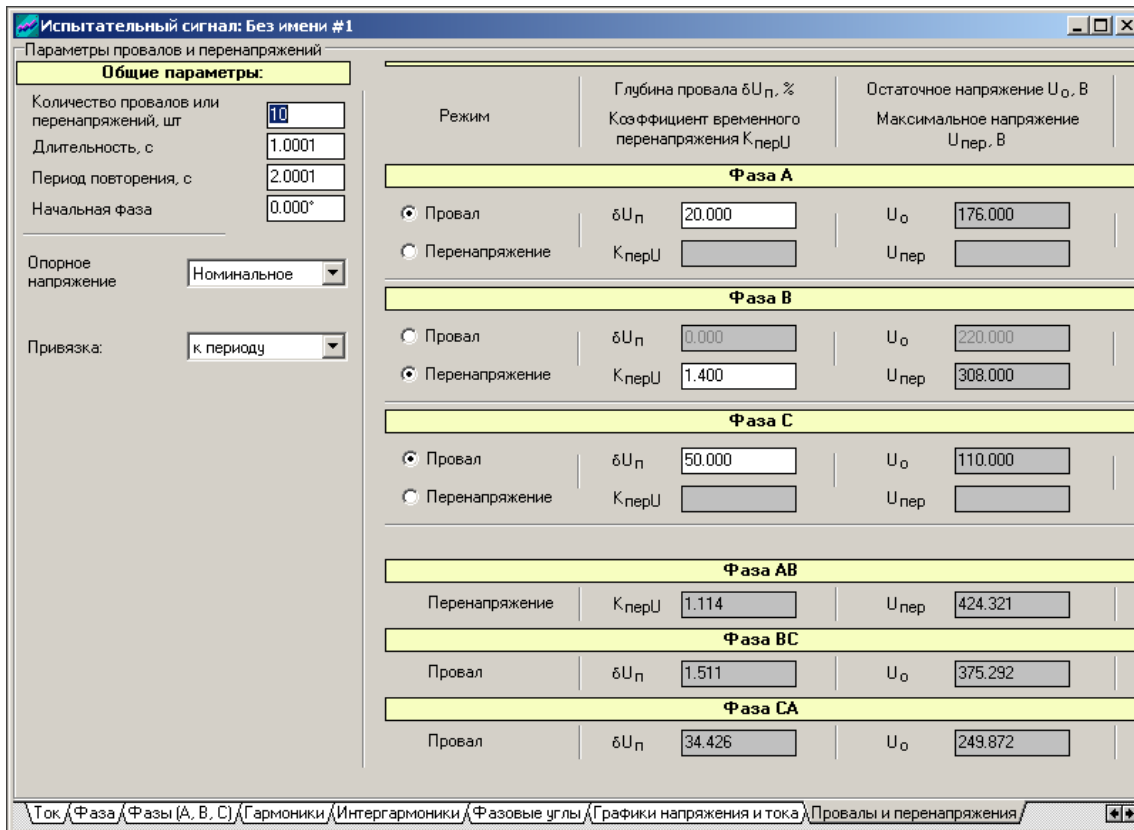 Испытательный сигнал: Без имени #1
Параметры провалов и перенапряжений
Общие параметры:
Количество провалов или
перенапряжений, шт
10
Длительность, с
1.0001
Период повторения, с
2.0001
Начальная фаза
0.000°
Опорное
напряжение
Номинальное
Привязка:
к периоду
Режим
Глубина провала δUп, %
Коэффициент временного
перенапряжения KперU
Остаточное напряжение Uо, В
Максимальное напряжение
Uпер, В
Фаза A
Провал
δUп
20.000
Uо
176.000
Перенапряжение
KперU
Uпер
Фаза B
Провал
δUп
0.000
Uо
220.000
Перенапряжение
KперU
1.400
Uпер
308.000
Фаза C
Провал
δUп
50.000
Uо
110.000
Перенапряжение
KперU
Uпер
Фаза AB
Перенапряжение
KперU
1.114
Uпер
424.321
Фаза BC
Провал
δUп
1.511
Uо
375.292
Фаза CA
Провал
δUп
34.426
Uо
249.872
Ток
Фаза
Фазы (A, B, C)
Гармоники
Интергармоники
Фазовые углы
Графики напряжения и тока
Провалы и перенапряжения